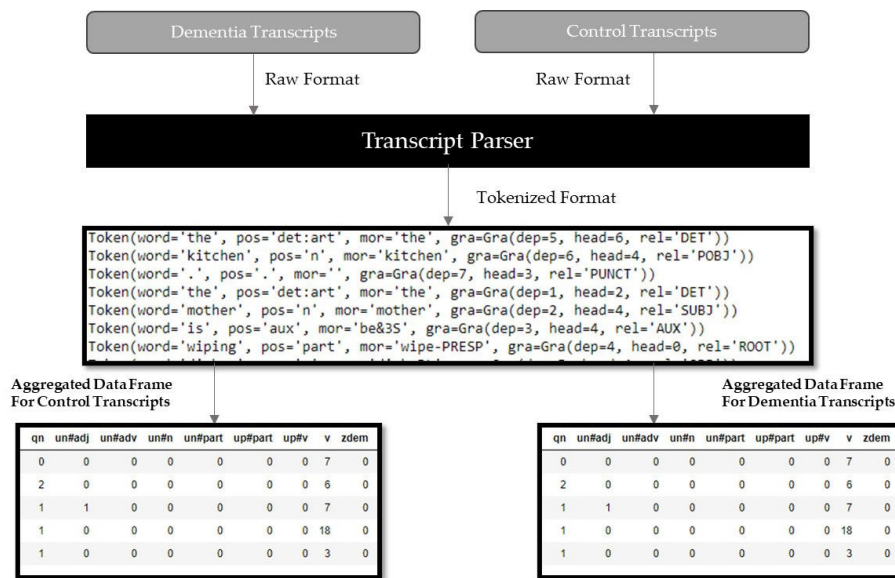 Dementia Transcripts
Control Transcripts
Raw Format
Raw Format
Transcript Parser
Tokenized Format
Token(word='the', pos='det:art', mor='the', gra=Gra(dep=5, head=6, rel='DET'))
Token(word='kitchen', pos='n', mor='kitchen', gra=Gra(dep=6, head=4, rel='POBJ'))
Token(word='.', pos='.', mor='', gra=Gra(dep=7, head=3, rel='PUNCT'))
Token(word='the', pos='det:art', mor='the', gra=Gra(dep=1, head=2, rel='DET'))
Token(word='mother', pos='n', mor='mother', gra=Gra(dep=2, head=4, rel='SUBJ'))
Token(word='is', pos='aux', mor='be&3S', gra=Gra(dep=3, head=4, rel='AUX'))
Token(word='wiping', pos='part', mor='wipe-PRESP', gra=Gra(dep=4, head=0, rel='ROOT'))
Aggregated Data Frame
For Control Transcripts
Aggregated Data Frame
For Dementia Transcripts
qn un#adj un#adv un#n un#part up#part up#v v zdem
0 0 0 0 0 0 0 7 0
2 0 0 0 0 0 0 6 0
1 1 0 0 0 0 0 7 0
1 0 0 0 0 0 0 18 0
1 0 0 0 0 0 0 3 0
qn un#adj un#adv un#n un#part up#part up#v v zdem
0 0 0 0 0 0 0 7 0
2 0 0 0 0 0 0 6 0
1 1 0 0 0 0 0 7 0
1 0 0 0 0 0 0 18 0
1 0 0 0 0 0 0 3 0